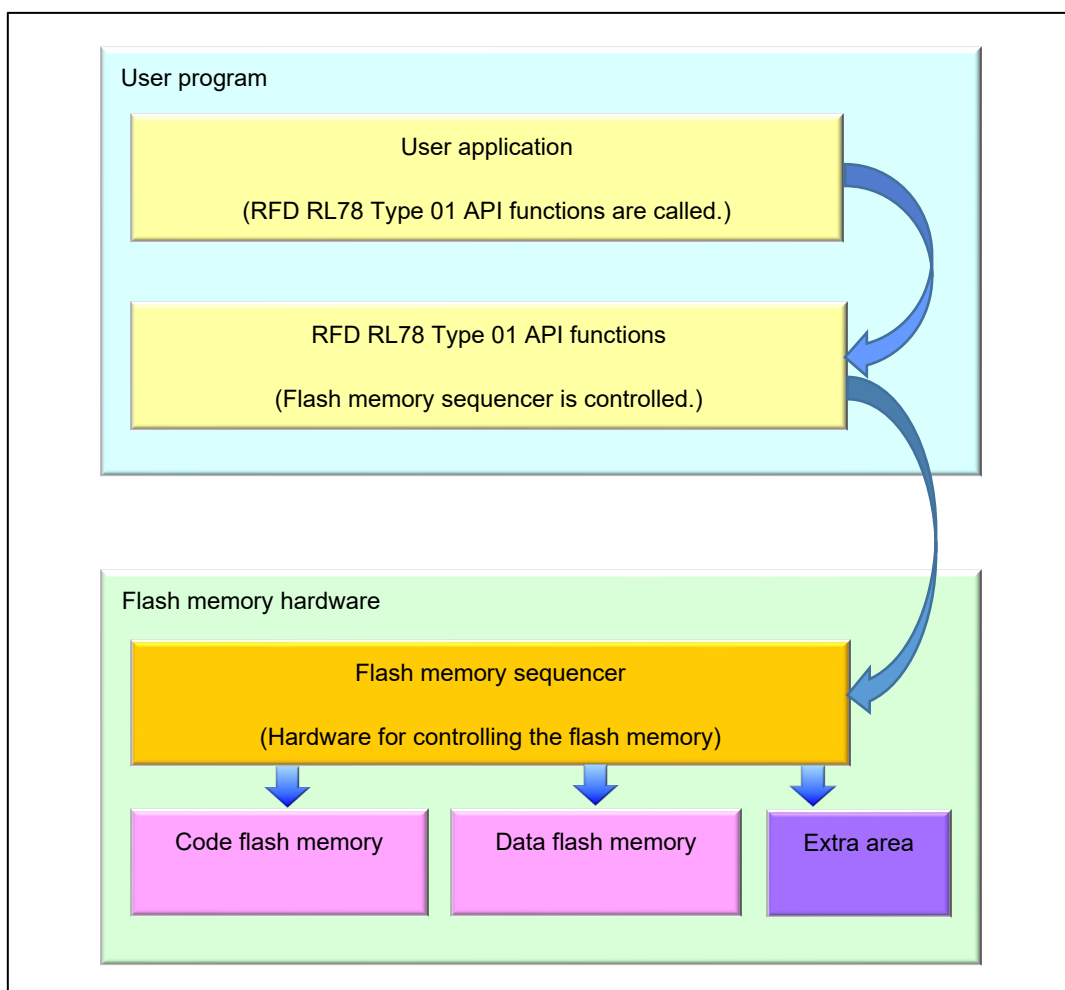 User program
User application
(RFD RL78 Type 01 API functions are called.)
RFD RL78 Type 01 API functions
(Flash memory sequencer is controlled.)
Flash memory hardware
Flash memory sequencer
(Hardware for controlling the flash memory)
Code flash memory
Data flash memory
Extra area